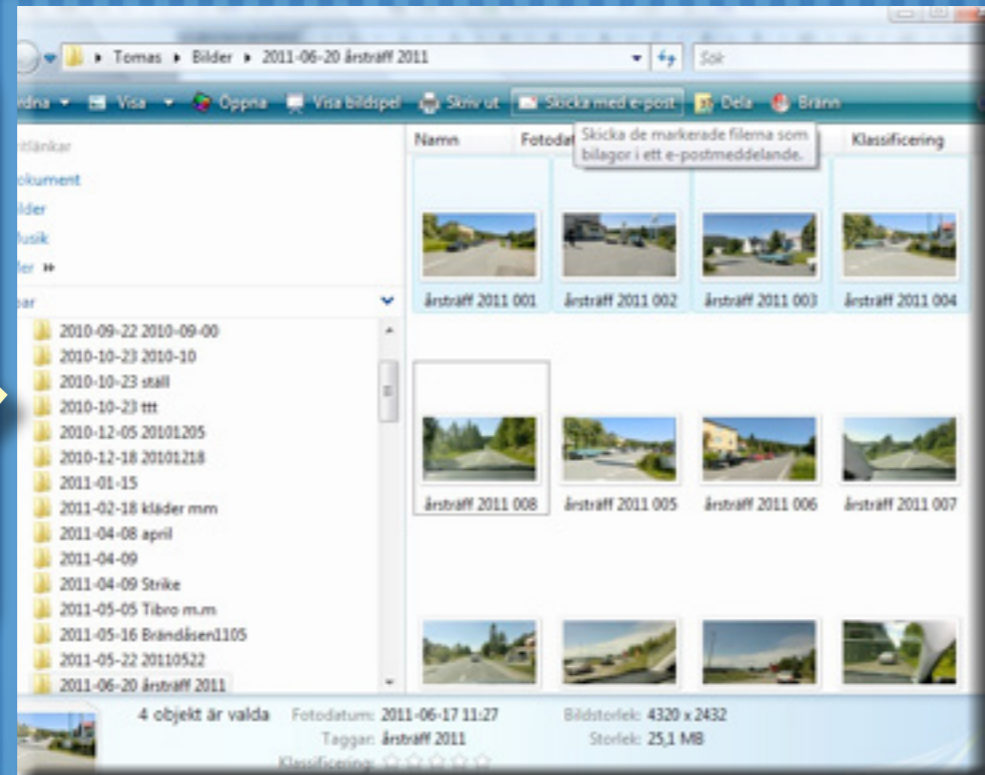 Tomas ▸ Bilder ▸ 2011-06-20 årsträff 2011
Sök
Visa Öppna Visa bildspel Skriv ut Skicka med e-post Dela Bränn
Skicka de markerade filerna som
bilagor i ett e-postmeddelande.
Namn Klassificering
årsträff 2011 001 årsträff 2011 002 årsträff 2011 003 årsträff 2011 004
årsträff 2011 008 årsträff 2011 005 årsträff 2011 006 årsträff 2011 007
2010-09-22 2010-09-00
2010-10-23 2010-10
2010-10-23 ställ
2010-10-23 ttt
2010-12-05 20101205
2010-12-18 20101218
2011-01-15
2011-02-18 kläder mm
2011-04-08 april
2011-04-09
2011-04-09 Strike
2011-05-05 Tibro m.m
2011-05-16 Brändåsen1105
2011-05-22 20110522
2011-06-20 årsträff 2011
4 objekt är valda
Fotodatum: 2011-06-17 11:27
Bildstorlek: 4320 x 2432
Taggar: årsträff 2011
Storlek: 25,1 MB
Klassificering: